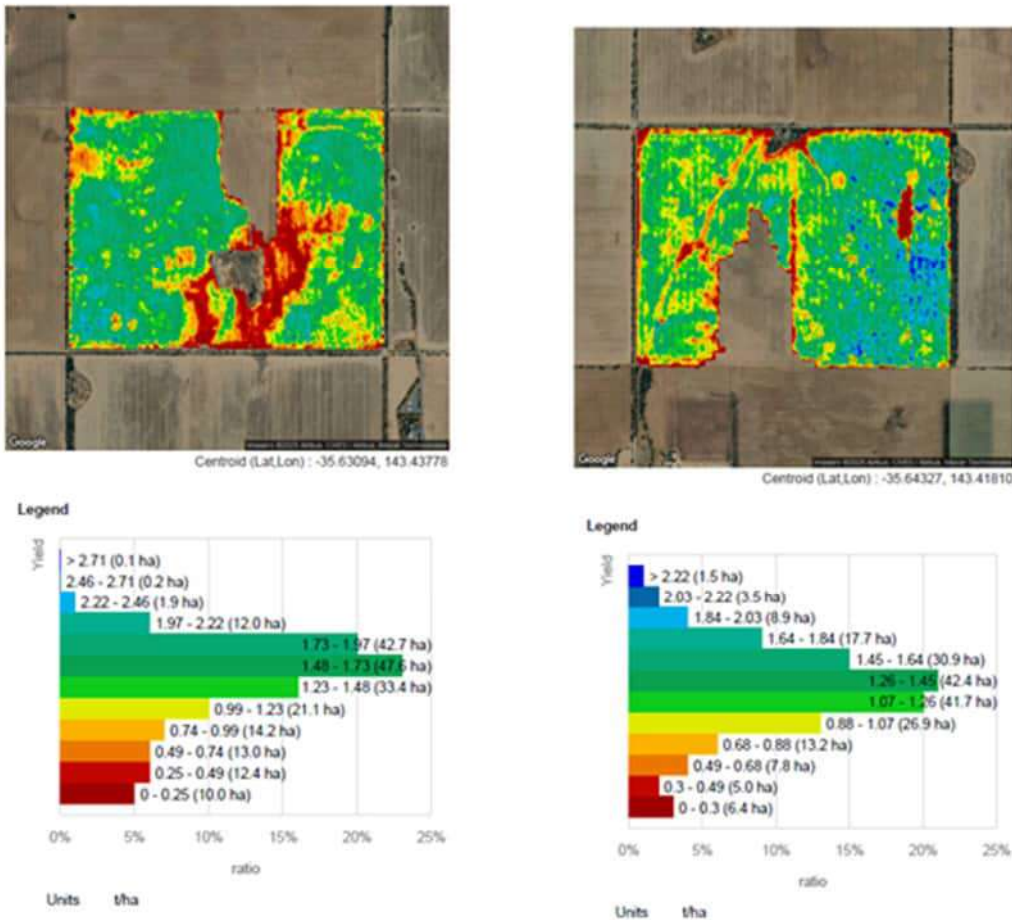 Google
Centroid (Lat,Lon) : -35.63094, 143.43778
Legend
Yield
> 2.71 (0.1 ha)
2.46 - 2.71 (0.2 ha)
2.22 - 2.46 (1.9 ha)
1.97 - 2.22 (12.0 ha)
1.73 - 1.97 (42.7 ha)
1.48 - 1.73 (47.6 ha)
1.23 - 1.48 (33.4 ha)
0.99 - 1.23 (21.1 ha)
0.74 - 0.99 (14.2 ha)
0.49 - 0.74 (13.0 ha)
0.25 - 0.49 (12.4 ha)
0 - 0.25 (10.0 ha)
0% 5% 10% 15% 20% 25%
ratio
Units t/ha
Google
Centroid (Lat,Lon) : -35.64327, 143.41810
Legend
Yield
> 2.22 (1.5 ha)
2.03 - 2.22 (3.5 ha)
1.84 - 2.03 (8.9 ha)
1.64 - 1.84 (17.7 ha)
1.45 - 1.64 (30.9 ha)
1.26 - 1.45 (42.4 ha)
1.07 - 1.26 (41.7 ha)
0.88 - 1.07 (26.9 ha)
0.68 - 0.88 (13.2 ha)
0.49 - 0.68 (7.8 ha)
0.3 - 0.49 (5.0 ha)
0 - 0.3 (6.4 ha)
0% 5% 10% 15% 20% 25%
ratio
Units t/ha